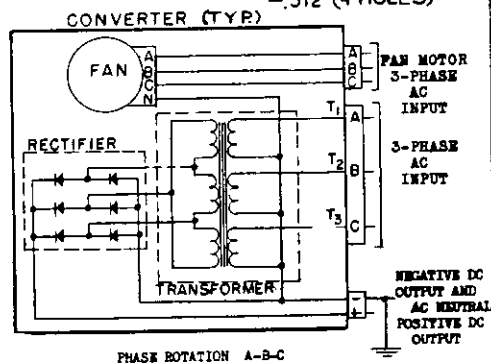 .312 (4 HOLES)
CONVERTER (TYP.)
FAN
A
B
C
N
A
B
C
FAN MOTOR
3-PHASE
AC
INPUT
RECTIFIER
T1
A
T2
B
T3
C
3-PHASE
AC
INPUT
TRANSFORMER
-
+
NEGATIVE DC
OUTPUT AND
AC NEUTRAL
POSITIVE DC
OUTPUT
PHASE ROTATION A-B-C